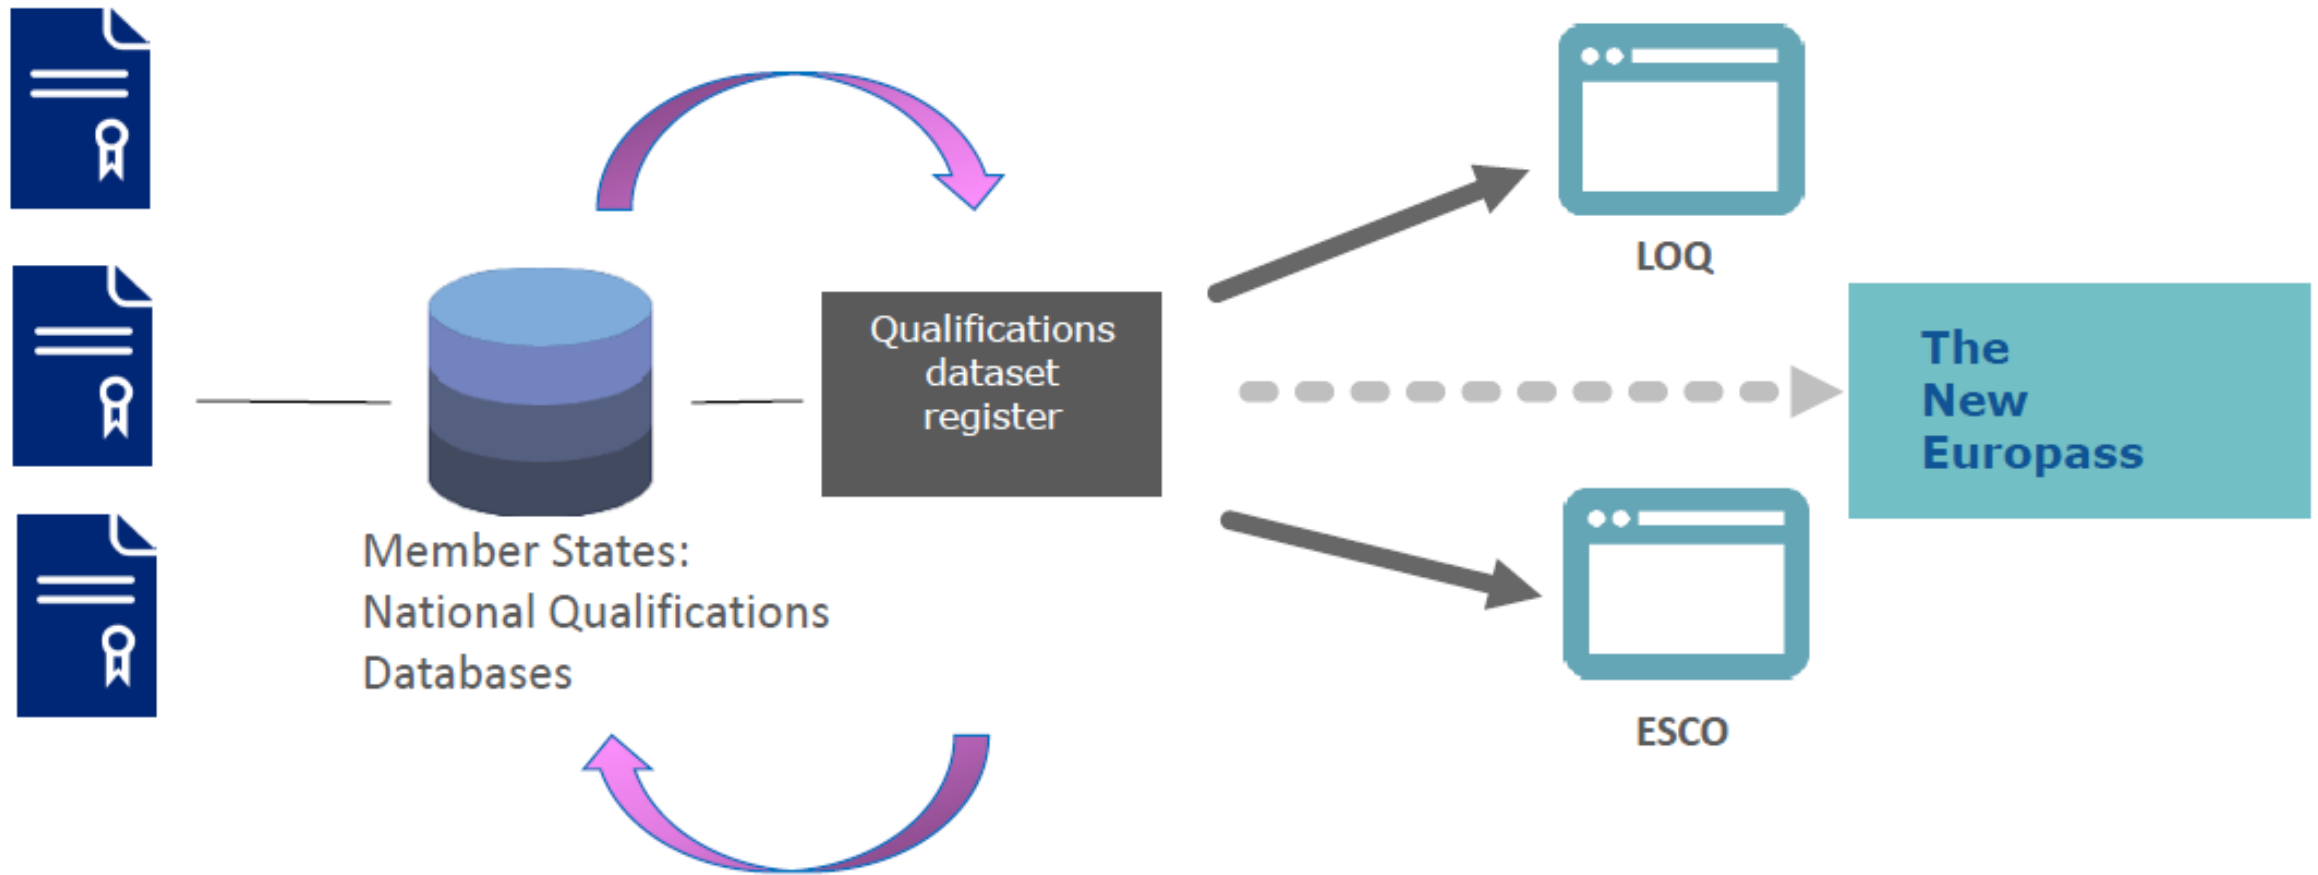 LOQ
Qualifications
dataset
register
The
New
Europass
Member States:
National Qualifications
Databases
ESCO